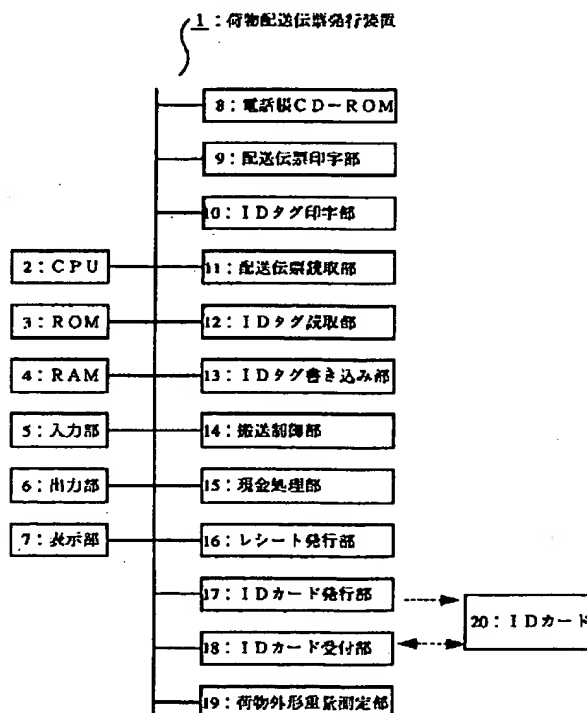 1：荷物配送伝票発行装置
8：電話帳CD－ROM
9：配送伝票印字部
10：IDタグ印字部
2：CPU
11：配送伝票読取部
3：ROM
12：IDタグ読取部
4：RAM
13：IDタグ書き込み部
5：入力部
14：搬送制御部
6：出力部
15：現金処理部
7：表示部
16：レシート発行部
17：IDカード発行部
20：IDカード
18：IDカード受付部
19：荷物外形重量測定部